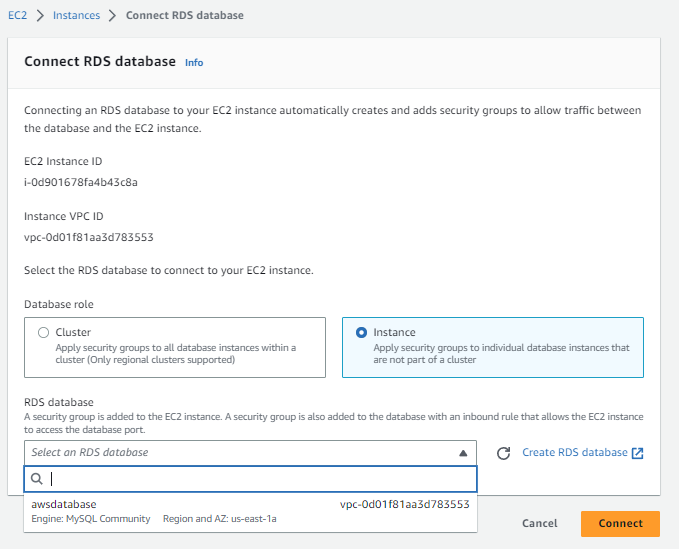 EC2 > Instances > Connect RDS database
Connect RDS database Info
Connecting an RDS database to your EC2 instance automatically creates and adds security groups to allow traffic between
the database and the EC2 instance.
EC2 Instance ID
i-0d901678fa4b43c8a
Instance VPC ID
vpc-0d01f81aa3d783553
Select the RDS database to connect to your EC2 instance.
Database role
Cluster
Apply security groups to all database instances within a
cluster (Only regional clusters supported)
Instance
Apply security groups to individual database instances that
are not part of a cluster
RDS database
A security group is added to the EC2 instance. A security group is also added to the database with an inbound rule that allows the EC2 instance
to access the database port.
Select an RDS database
Create RDS database
awsdatabase vpc-0d01f81aa3d783553
Engine: MySQL Community Region and AZ: us-east-1a
Cancel Connect